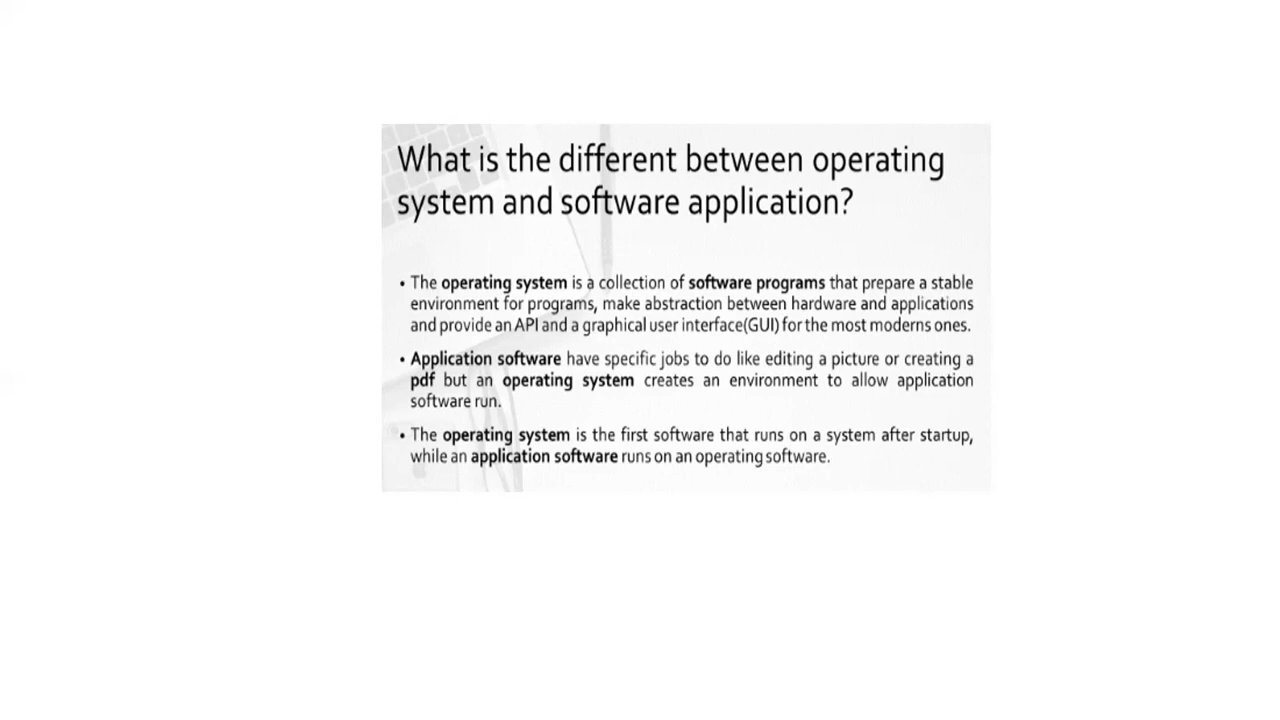 What is the different between operating
system and software application?
• The operating system is a collection of software programs that prepare a stable
environment for programs, make abstraction between hardware and applications
and provide an API and a graphical user interface(GUI) for the most moderns ones.
• Application software have specific jobs to do like editing a picture or creating a
pdf but an operating system creates an environment to allow application
software run.
• The operating system is the first software that runs on a system after startup,
while an application software runs on an operating software.